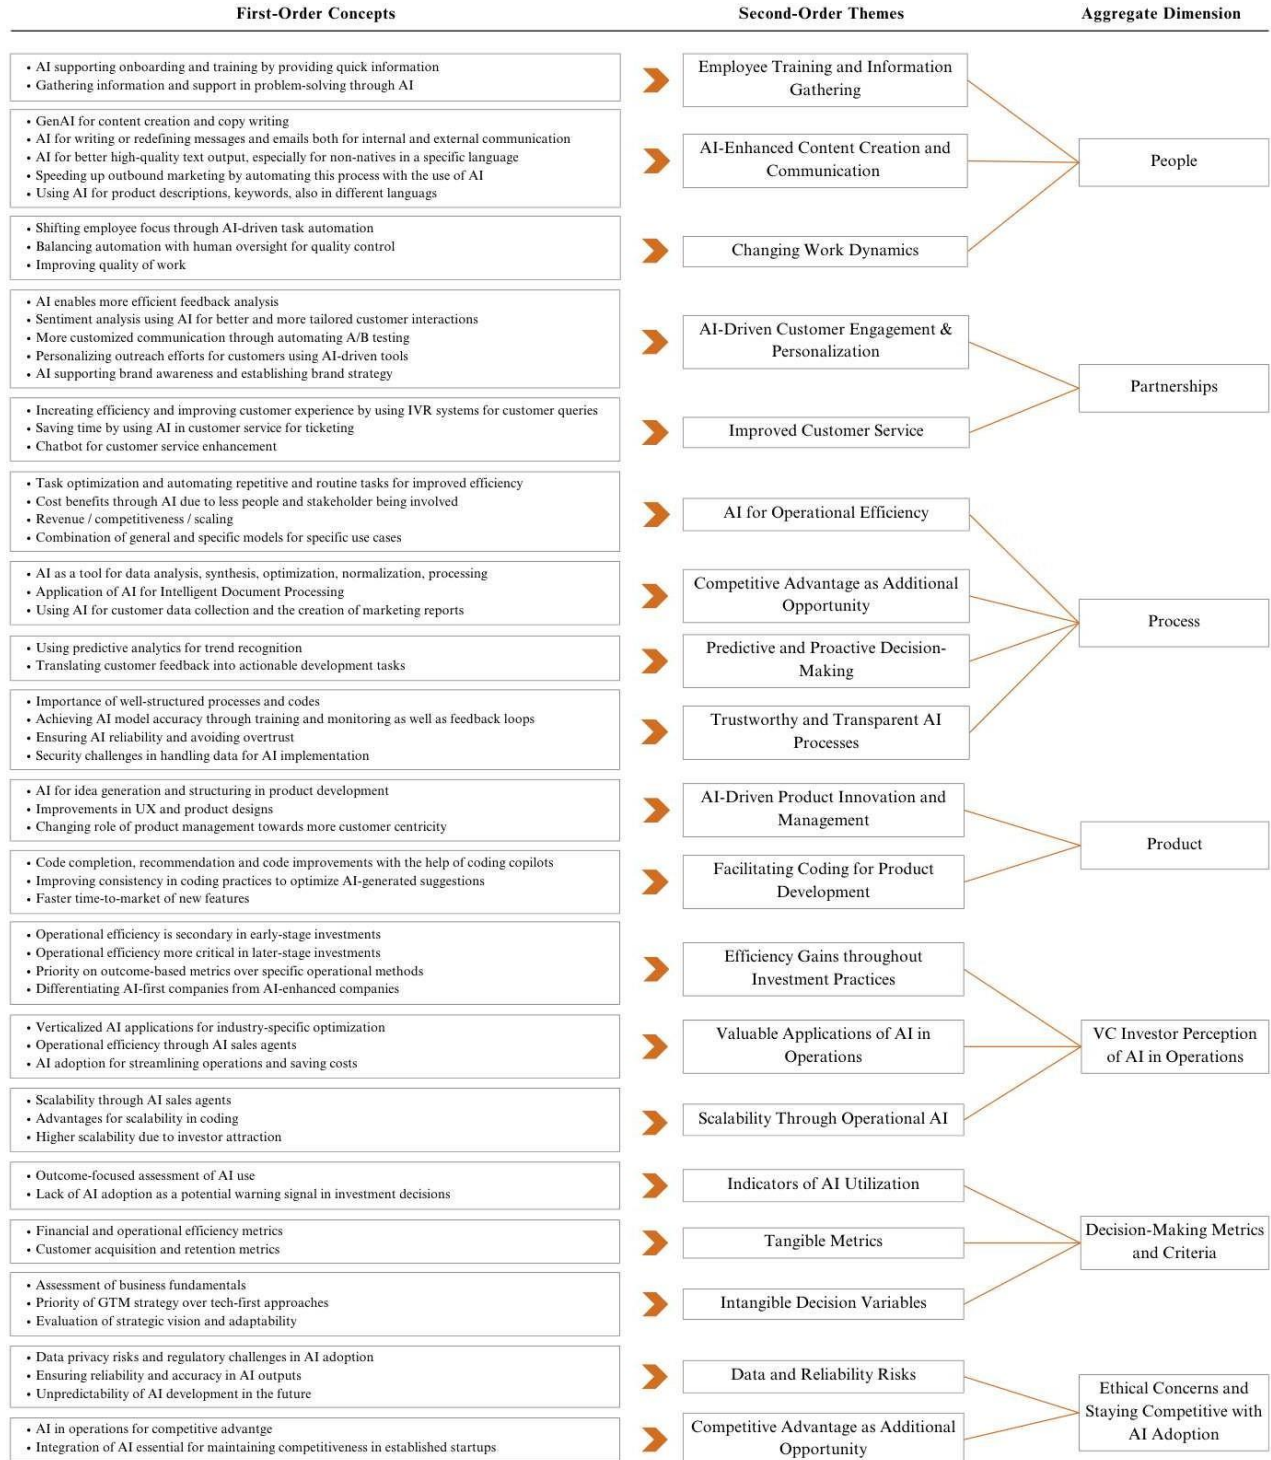 First-Order Concepts
Second-Order Themes
Aggregate Dimension
• AI supporting onboarding and training by providing quick information
• Gathering information and support in problem-solving through AI
Employee Training and Information
Gathering
• GenAI for content creation and copy writing
• AI for writing or redefining messages and emails both for internal and external communication
• AI for better high-quality text output, especially for non-natives in a specific language
• Speeding up outbound marketing by automating this process with the use of AI
• Using AI for product descriptions, keywords, also in different languags
AI-Enhanced Content Creation and
Communication
• Shifting employee focus through AI-driven task automation
• Balancing automation with human oversight for quality control
• Improving quality of work
Changing Work Dynamics
People
• AI enables more efficient feedback analysis
• Sentiment analysis using AI for better and more tailored customer interactions
• More customized communication through automating A/B testing
• Personalizing outreach efforts for customers using AI-driven tools
• AI supporting brand awareness and establishing brand strategy
AI-Driven Customer Engagement &
Personalization
• Increating efficiency and improving customer experience by using IVR systems for customer queries
• Saving time by using AI in customer service for ticketing
• Chatbot for customer service enhancement
Improved Customer Service
Partnerships
• Task optimization and automating repetitive and routine tasks for improved efficiency
• Cost benefits through AI due to less people and stakeholder being involved
• Revenue / competitiveness / scaling
• Combination of general and specific models for specific use cases
AI for Operational Efficiency
• AI as a tool for data analysis, synthesis, optimization, normalization, processing
• Application of AI for Intelligent Document Processing
• Using AI for customer data collection and the creation of marketing reports
Competitive Advantage as Additional
Opportunity
• Using predictive analytics for trend recognition
• Translating customer feedback into actionable development tasks
Predictive and Proactive Decision-
Making
• Importance of well-structured processes and codes
• Achieving AI model accuracy through training and monitoring as well as feedback loops
• Ensuring AI reliability and avoiding overtrust
• Security challenges in handling data for AI implementation
Trustworthy and Transparent AI
Processes
Process
• AI for idea generation and structuring in product development
• Improvements in UX and product designs
• Changing role of product management towards more customer centricity
AI-Driven Product Innovation and
Management
• Code completion, recommendation and code improvements with the help of coding copilots
• Improving consistency in coding practices to optimize AI-generated suggestions
• Faster time-to-market of new features
Facilitating Coding for Product
Development
Product
• Operational efficiency is secondary in early-stage investments
• Operational efficiency more critical in later-stage investments
• Priority on outcome-based metrics over specific operational methods
• Differentiating AI-first companies from AI-enhanced companies
Efficiency Gains throughout
Investment Practices
• Verticalized AI applications for industry-specific optimization
• Operational efficiency through AI sales agents
• AI adoption for streamlining operations and saving costs
Valuable Applications of AI in
Operations
• Scalability through AI sales agents
• Advantages for scalability in coding
• Higher scalability due to investor attraction
Scalability Through Operational AI
VC Investor Perception
of AI in Operations
• Outcome-focused assessment of AI use
• Lack of AI adoption as a potential warning signal in investment decisions
Indicators of AI Utilization
• Financial and operational efficiency metrics
• Customer acquisition and retention metrics
Tangible Metrics
• Assessment of business fundamentals
• Priority of GTM strategy over tech-first approaches
• Evaluation of strategic vision and adaptability
Intangible Decision Variables
Decision-Making Metrics
and Criteria
• Data privacy risks and regulatory challenges in AI adoption
• Ensuring reliability and accuracy in AI outputs
• Unpredictability of AI development in the future
Data and Reliability Risks
• AI in operations for competitive advantge
• Integration of AI essential for maintaining competitiveness in established startups
Competitive Advantage as Additional
Opportunity
Ethical Concerns and
Staying Competitive with
AI Adoption